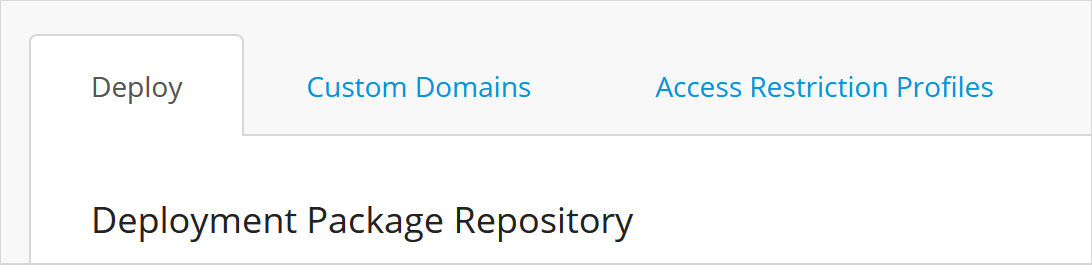 Deploy Custom Domains Access Restriction Profiles
Deployment Package Repository